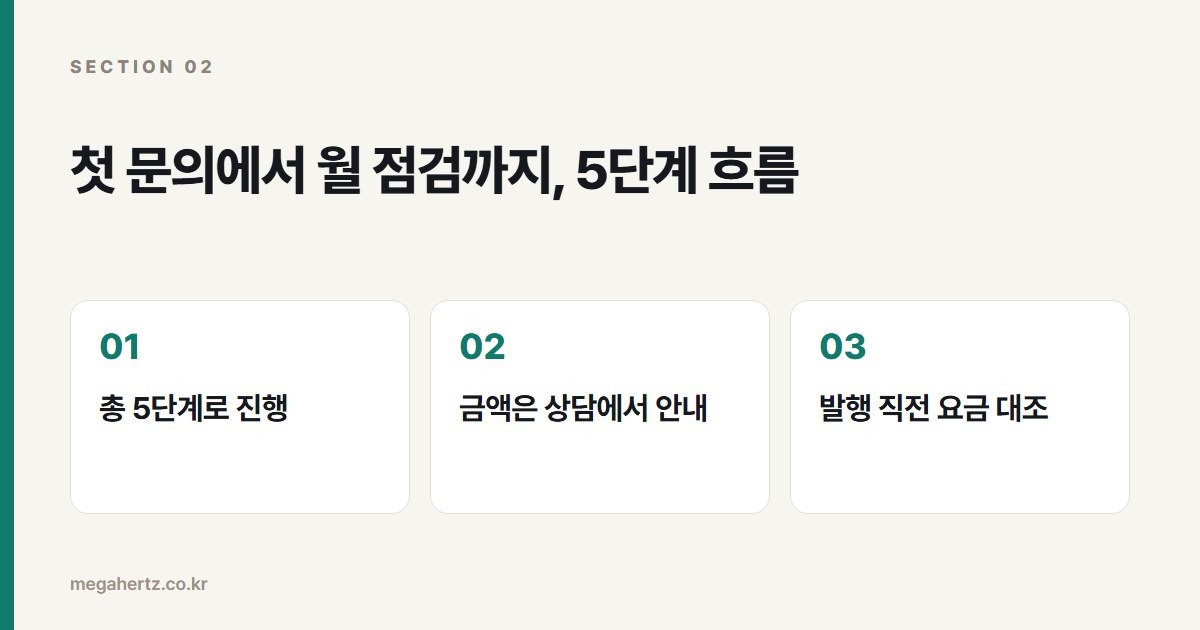 SECTION 02
첫 문의에서 월 점검까지, 5단계 흐름
01
총 5단계로 진행
02
금액은 상담에서 안내
03
발행 직전 요금 대조
megahertz.co.kr